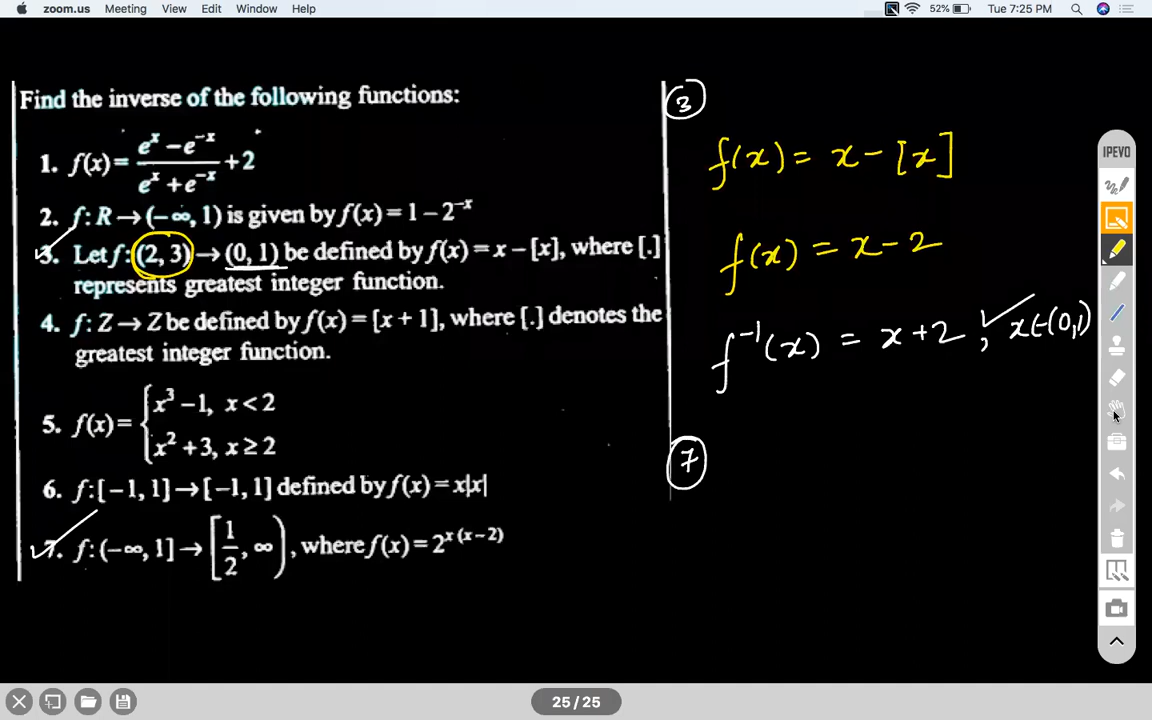 zoom.us Meeting View Edit Window Help 52% Tue 7:25 PM
Find the inverse of the following functions:
1. f(x)= (e^x − e^−x)/(e^x + e^−x) +2
2. f: R → (−∞, 1) is given by f(x) = 1 − 2^−x
3. Let f: (2, 3) → (0, 1) be defined by f(x) = x − [x], where [.]
represents greatest integer function.
4. f: Z → Z be defined by f(x) = [x + 1], where [.] denotes the
greatest integer function.
5. f(x) = { x^3 − 1, x < 2
x^2 + 3, x ≥ 2
6. f: [−1, 1] → [−1, 1] defined by f(x) = x|x|
7. f: (−∞, 1] → [1/2, ∞), where f(x) = 2^x(x−2)
3
f(x) = x − [x]
f(x) = x − 2
f^−1(x) = x + 2 ; x ∈ (0,1)
7
IPEVO
25 / 25